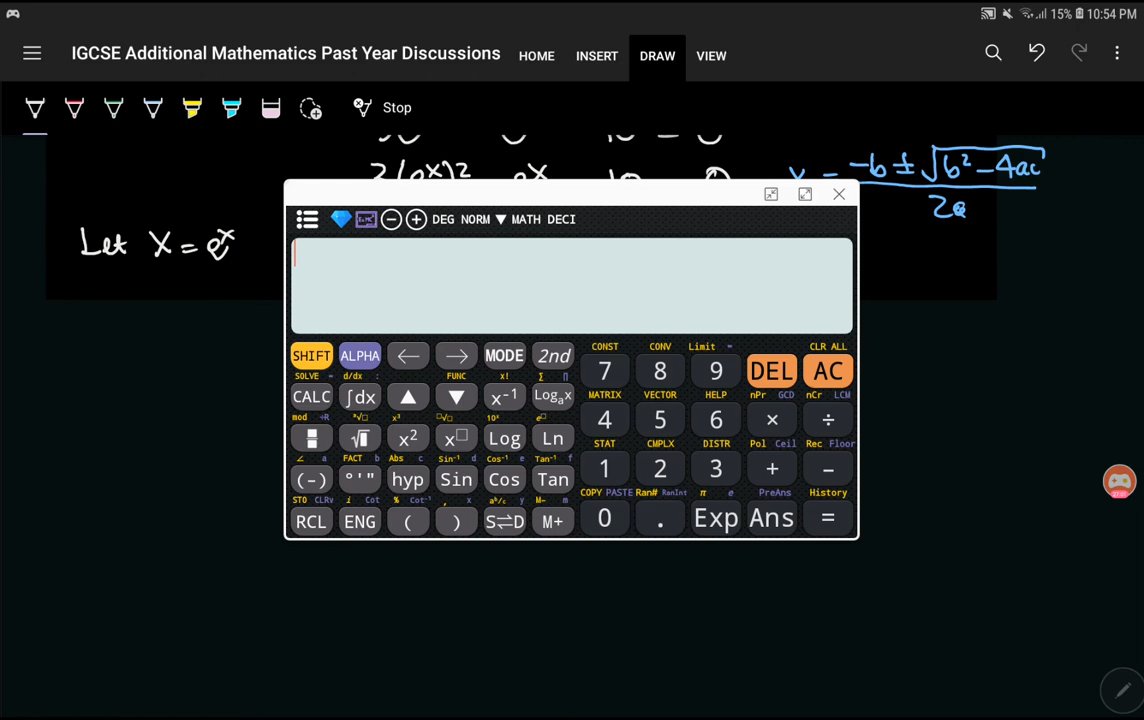 15% 10:54 PM
IGCSE Additional Mathematics Past Year Discussions HOME INSERT DRAW VIEW
Stop
x = -b ± √b² - 4ac
2a
Let X = eˣ
DEG NORM ▼ MATH DECI
CONST CONV Limit = CLR ALL
SHIFT ALPHA ← → MODE 2nd 7 8 9 DEL AC
SOLVE = d/dx : FUNC x! ∑ ∏ MATRIX VECTOR HELP nPr GCD nCr LCM
CALC ∫dx ▲ ▼ x⁻¹ Logₐx 4 5 6 × ÷
mod ÷R ³√□ x³ □√□ 10ˣ e□ STAT CMPLX DISTR Pol Ceil Rec Floor
√□ x² x□ Log Ln 1 2 3 + −
∠ a FACT b Abs c Sin⁻¹ d Cos⁻¹ e Tan⁻¹ f
(−) °'" hyp Sin Cos Tan
STO CLRv i Cot % Cot⁻¹ , x aᵇ/c y M− m COPY PASTE Ran# RanInt π e PreAns History
RCL ENG ( ) S⇌D M+ 0 . Exp Ans =